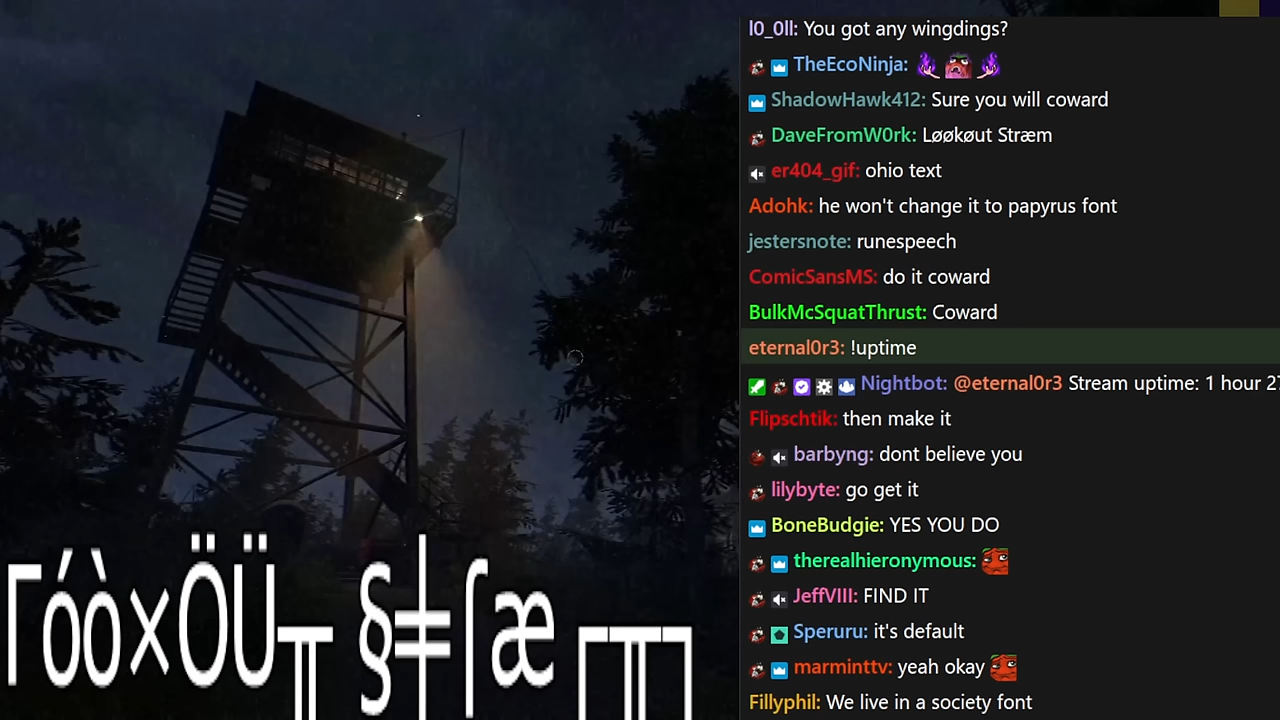 l0_0ll: You got any wingdings?
TheEcoNinja:
ShadowHawk412: Sure you will coward
DaveFromW0rk: Løøkøut Stræm
er404_gif: ohio text
Adohk: he won't change it to papyrus font
jestersnote: runespeech
ComicSansMS: do it coward
BulkMcSquatThrust: Coward
eternal0r3: !uptime
Nightbot: @eternal0r3 Stream uptime: 1 hour 27
Flipschtik: then make it
barbyng: dont believe you
lilybyte: go get it
BoneBudgie: YES YOU DO
therealhieronymous:
JeffVIII: FIND IT
Speruru: it's default
marminttv: yeah okay
Fillyphil: We live in a society font
Γóò×ÖÜ╥ §╪⌠æ ╓╖╖